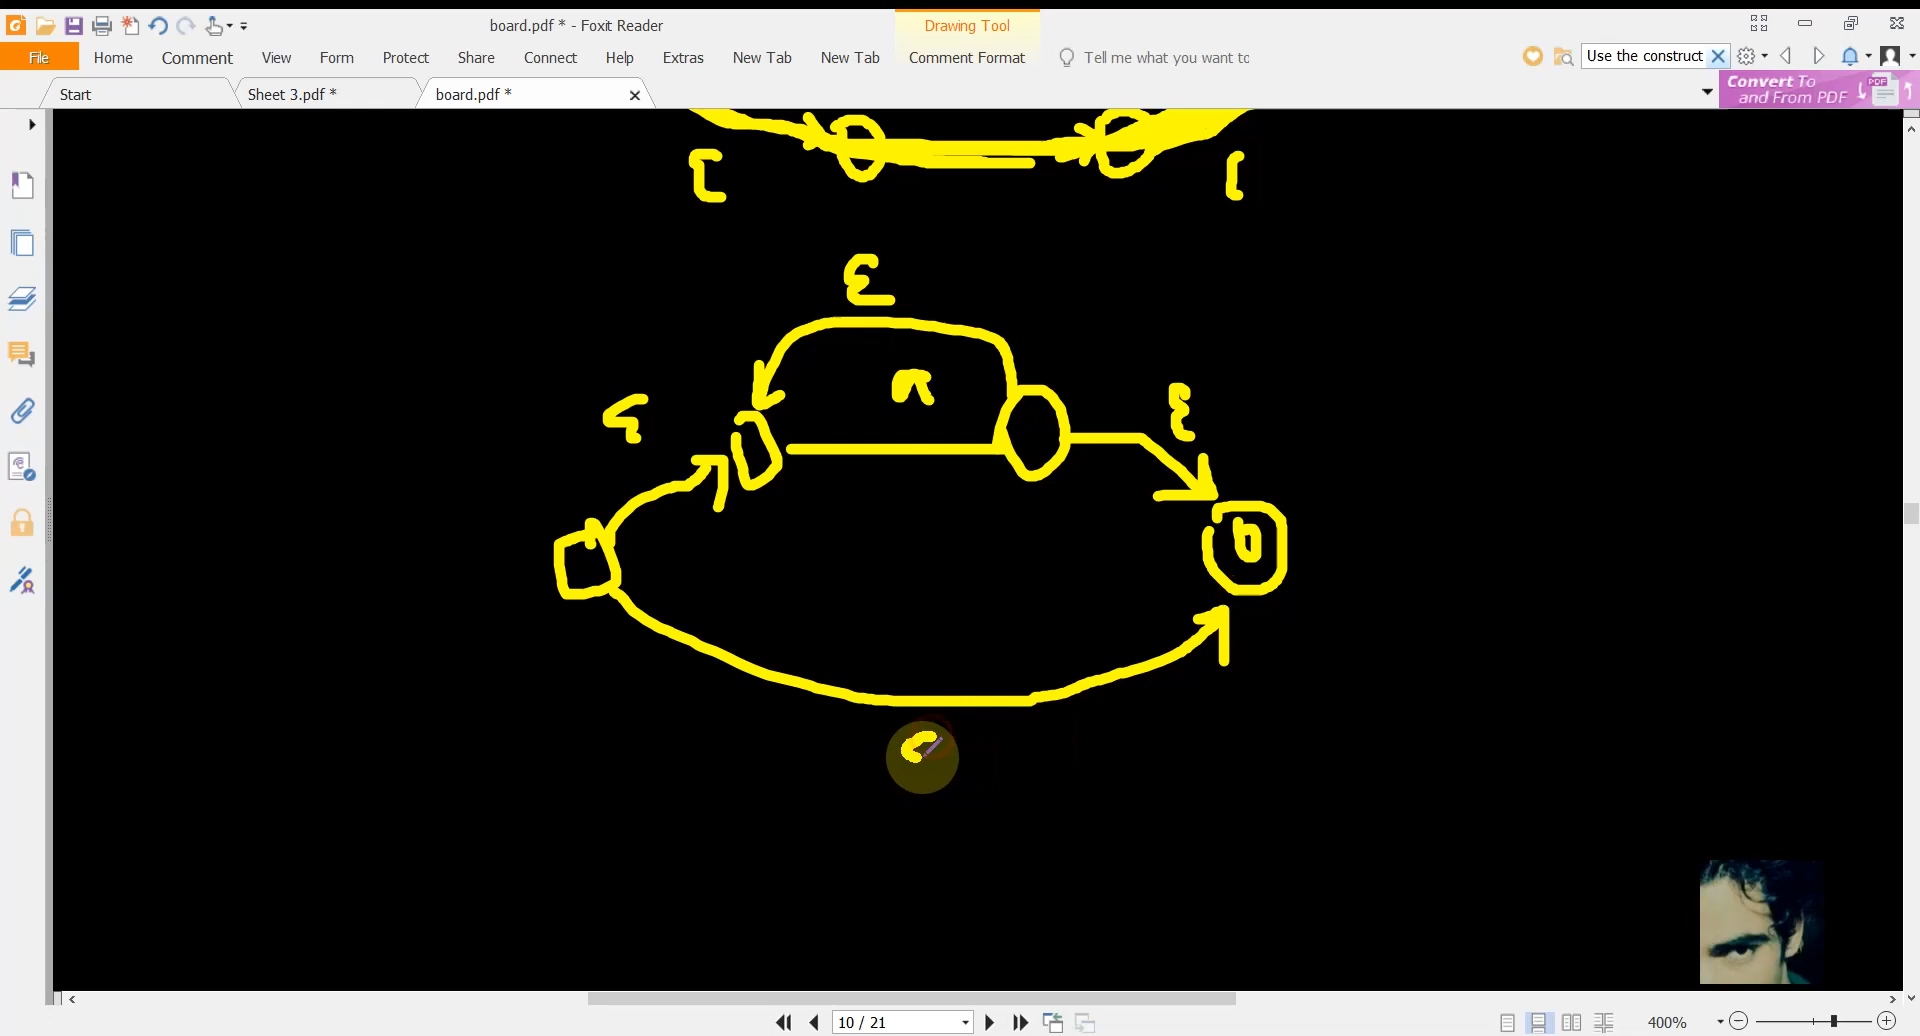 board.pdf * - Foxit Reader
Drawing Tool
File Home Comment View Form Protect Share Connect Help Extras New Tab New Tab Comment Format Tell me what you want to Use the construct
Start Sheet 3.pdf * board.pdf *
Convert To
and From PDF
PDF
ε
a
ε
ε
10 / 21
400%